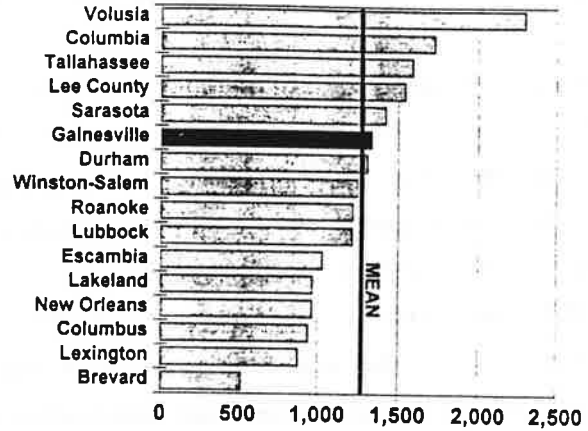 Volusia
Columbia
Tallahassee
Lee County
Sarasota
Gainesville
Durham
Winston-Salem
Roanoke
Lubbock
Escambia
Lakeland
New Orleans
Columbus
Lexington
Brevard
MEAN
0 500 1,000 1,500 2,000 2,500